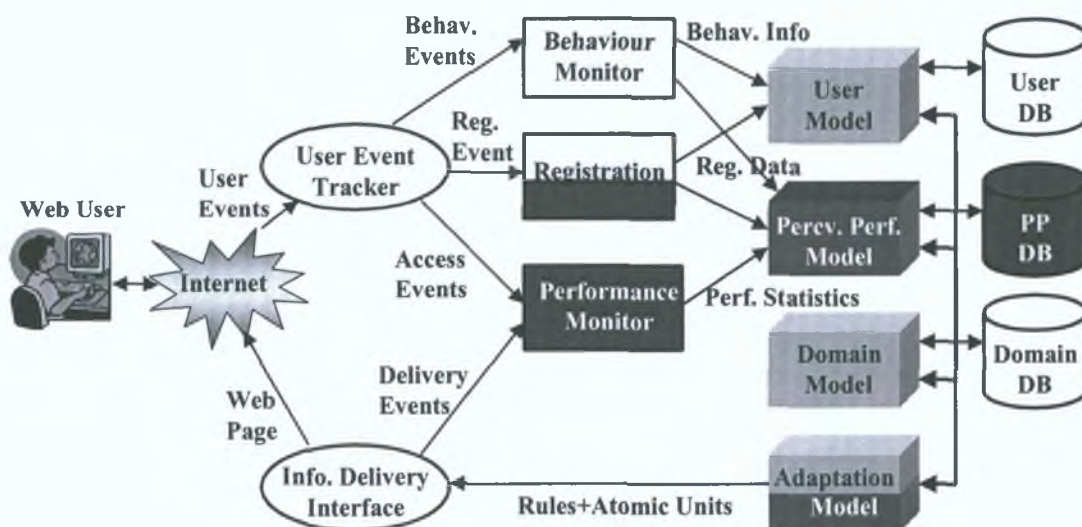 Behav.
Events
Behaviour
Monitor
Behav. Info
User
Model
User
DB
User Event
Tracker
Reg.
Event
Registration
Reg. Data
User
Events
Web User
Internet
Percv. Perf.
Model
PP
DB
Access
Events
Performance
Monitor
Perf. Statistics
Domain
Model
Domain
DB
Delivery
Events
Web
Page
Info. Delivery
Interface
Rules+Atomic Units
Adaptation
Model